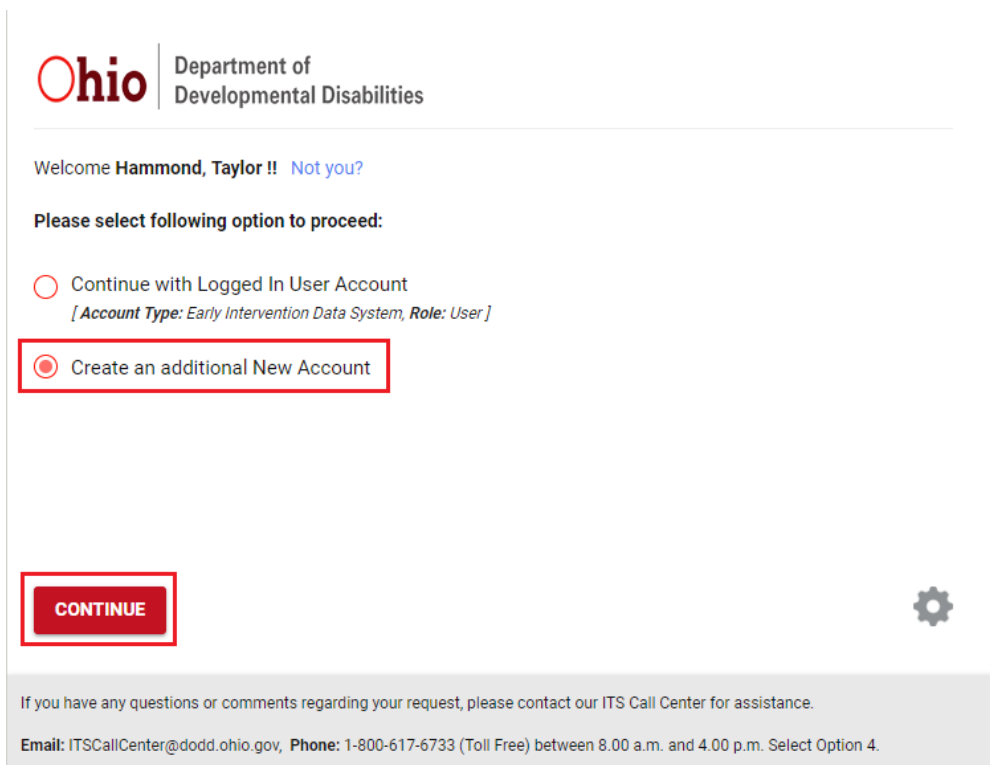 Ohio
Department of
Developmental Disabilities
Welcome Hammond, Taylor !! Not you?
Please select following option to proceed:
Continue with Logged In User Account
[ Account Type: Early Intervention Data System, Role: User ]
Create an additional New Account
CONTINUE
If you have any questions or comments regarding your request, please contact our ITS Call Center for assistance.
Email: ITSCallCenter@dodd.ohio.gov, Phone: 1-800-617-6733 (Toll Free) between 8.00 a.m. and 4.00 p.m. Select Option 4.